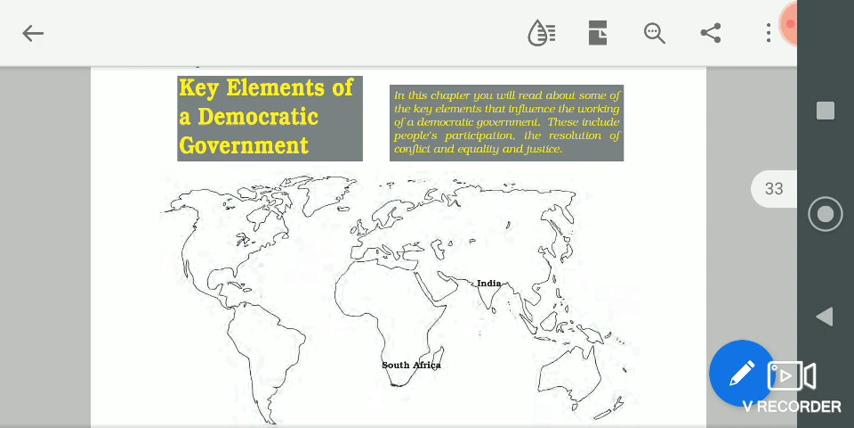 Key Elements of
a Democratic
Government
In this chapter you will read about some of
the key elements that influence the working
of a democratic government. These include
people's participation, the resolution of
conflict and equality and justice.
33
India
South Africa
V RECORDER